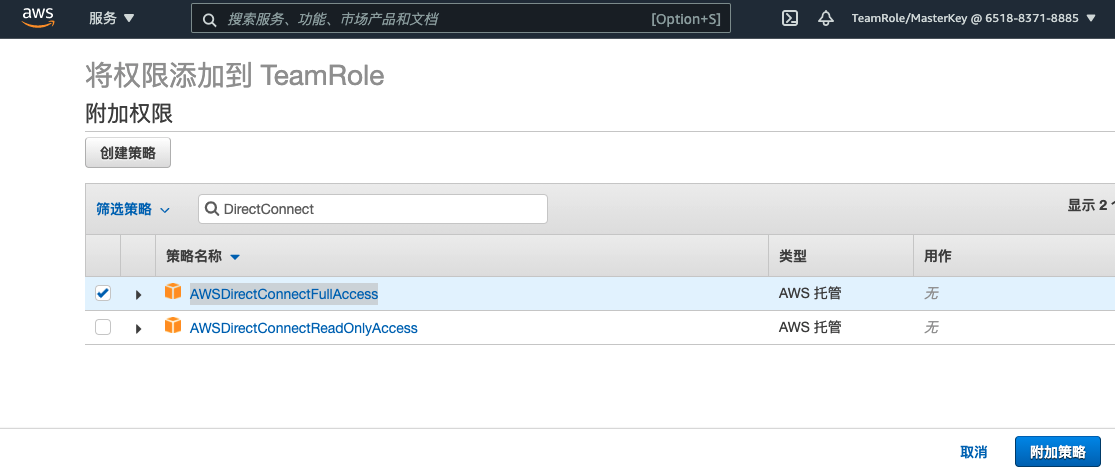 aws 服务 搜索服务、功能、市场产品和文档 [Option+S] TeamRole/MasterKey @ 6518-8371-8885
将权限添加到 TeamRole
附加权限
创建策略
筛选策略 DirectConnect 显示 2
策略名称 类型 用作
AWSDirectConnectFullAccess AWS 托管 无
AWSDirectConnectReadOnlyAccess AWS 托管 无
取消 附加策略